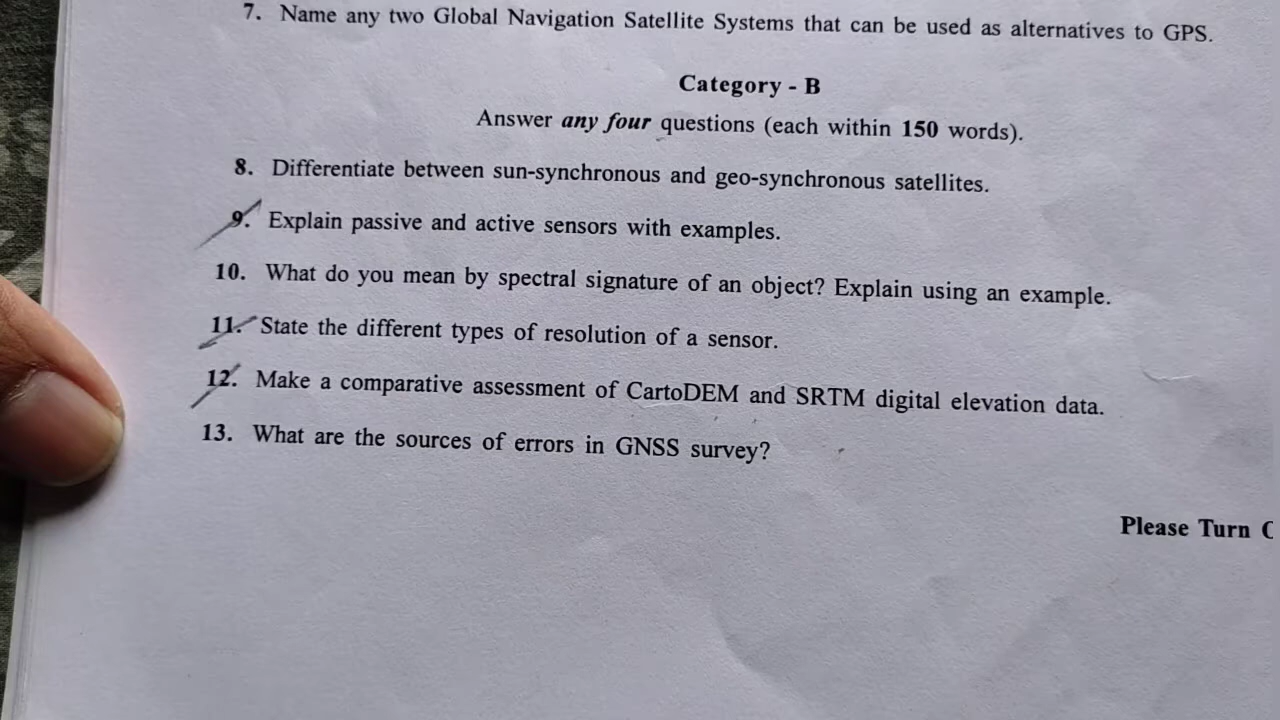 7. Name any two Global Navigation Satellite Systems that can be used as alternatives to GPS.
Category - B
Answer any four questions (each within 150 words).
8. Differentiate between sun-synchronous and geo-synchronous satellites.
9. Explain passive and active sensors with examples.
10. What do you mean by spectral signature of an object? Explain using an example.
11. State the different types of resolution of a sensor.
12. Make a comparative assessment of CartoDEM and SRTM digital elevation data.
13. What are the sources of errors in GNSS survey?
Please Turn